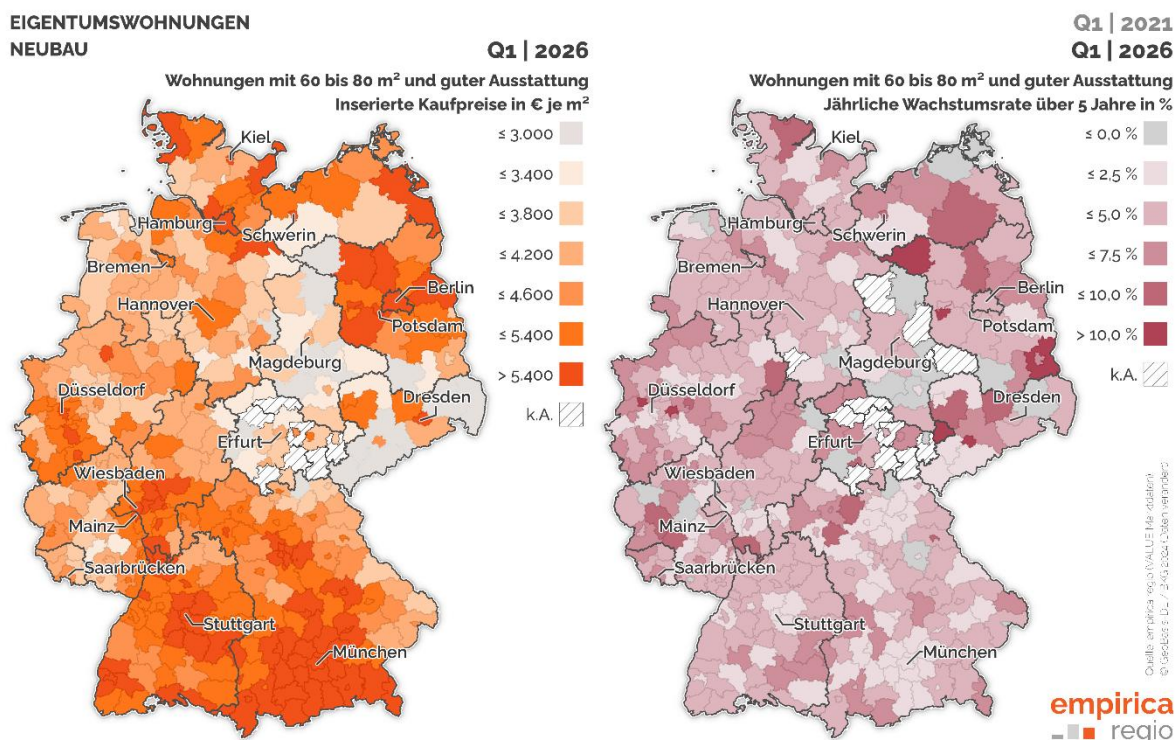 EIGENTUMSWOHNUNGEN
NEUBAU
Q1 | 2026
Wohnungen mit 60 bis 80 m² und guter Ausstattung
Inserierte Kaufpreise in € je m²
≤ 3.000
≤ 3.400
≤ 3.800
≤ 4.200
≤ 4.600
≤ 5.400
> 5.400
k.A.
Kiel
Hamburg
Schwerin
Bremen
Berlin
Hannover
Potsdam
Magdeburg
Düsseldorf
Dresden
Erfurt
Wiesbaden
Mainz
Saarbrücken
Stuttgart
München
Q1 | 2021
Q1 | 2026
Wohnungen mit 60 bis 80 m² und guter Ausstattung
Jährliche Wachstumsrate über 5 Jahre in %
≤ 0,0 %
≤ 2,5 %
≤ 5,0 %
≤ 7,5 %
≤ 10,0 %
> 10,0 %
k.A.
Kiel
Hamburg
Schwerin
Bremen
Berlin
Hannover
Potsdam
Magdeburg
Düsseldorf
Dresden
Erfurt
Wiesbaden
Mainz
Saarbrücken
Stuttgart
München
Quelle: empirica regio (VALUE Marktdaten)
empirica
regio